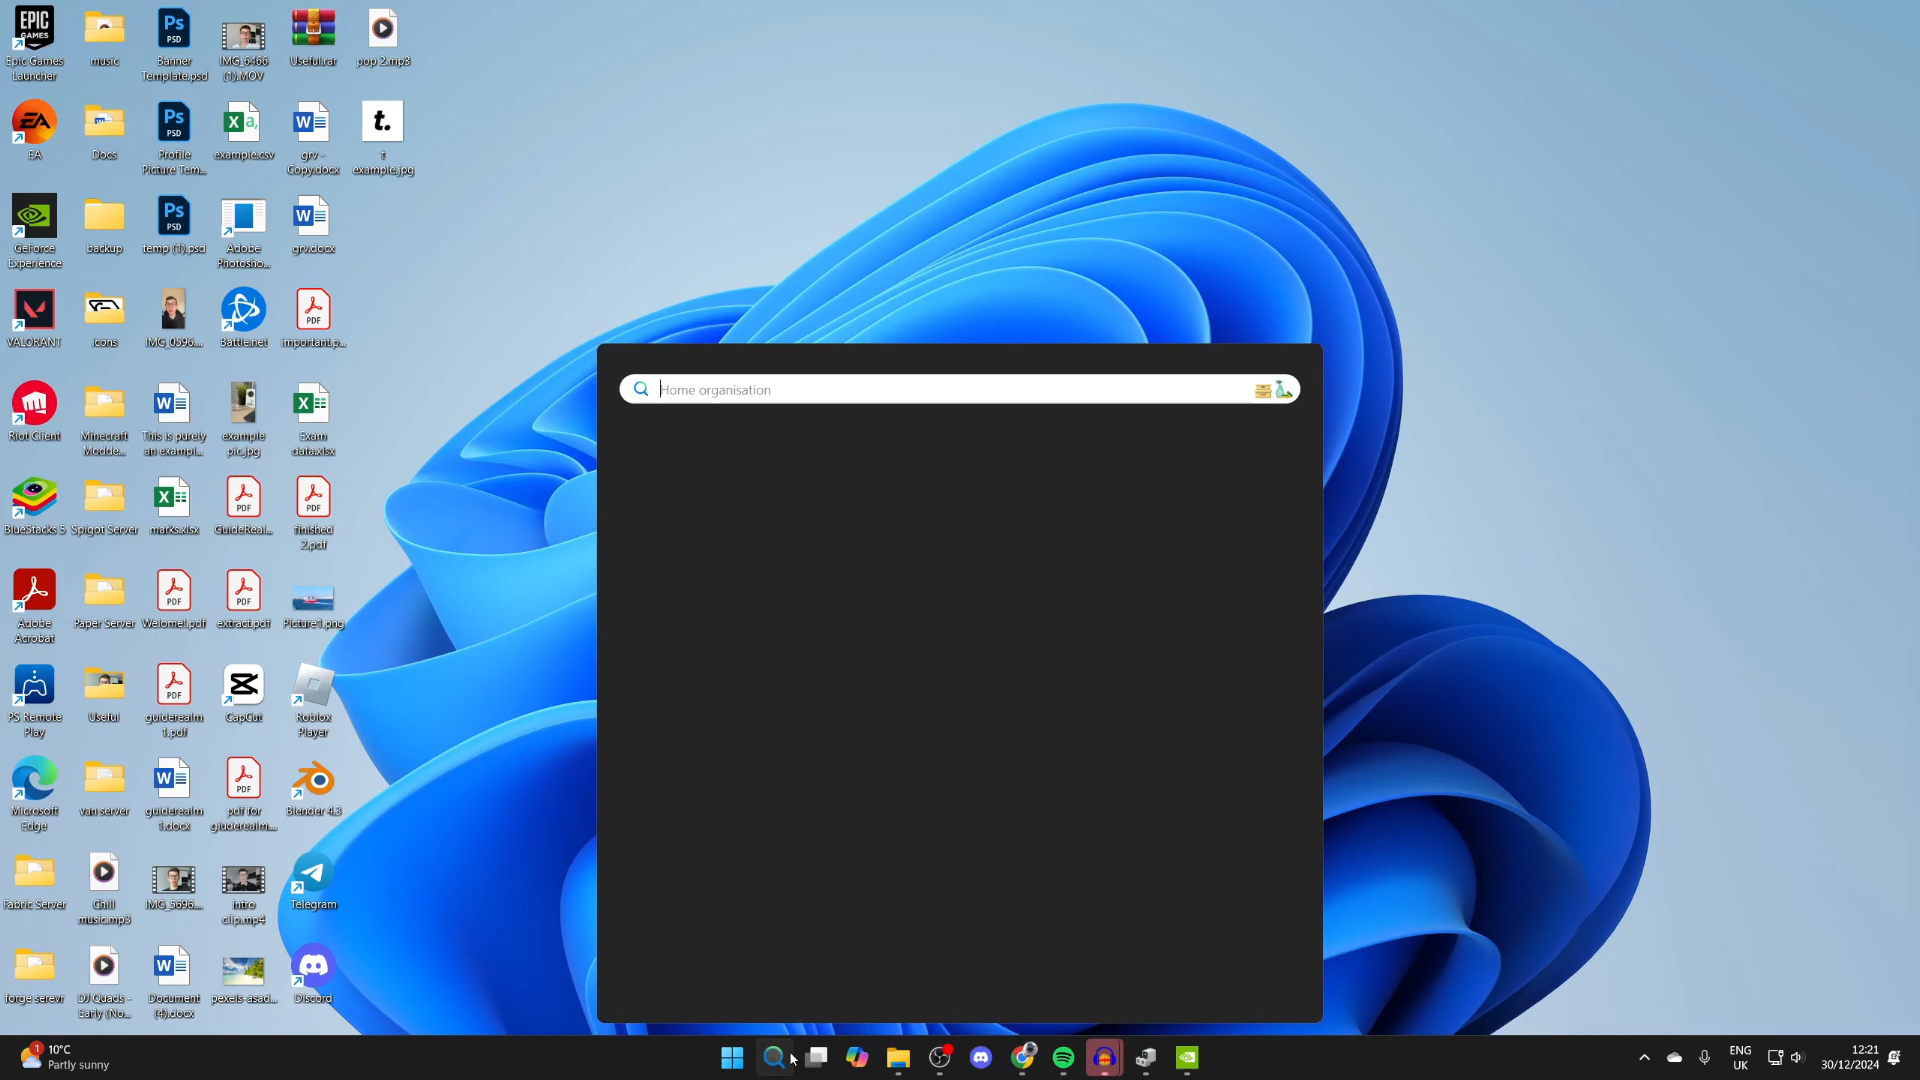 EPIC GAMES
Epic Games Launcher
music
Ps PSD
Banner Template.psd
IMG_6466 (1).MOV
Useful.rar
pop 2.mp3
EA
EA
Docs
Ps PSD
Profile Picture Tem...
example.csv
grv - Copy.docx
t.
t example.jpg
GeForce Experience
backup
Ps PSD
temp (1).psd
Adobe Photosho...
grv.docx
VALORANT
icons
IMG_0596...
Battle.net
PDF
important.p...
Riot Client
Minecraft Modde...
This is purely an exampl...
example pic.jpg
Exam data.xlsx
BlueStacks 5
Spigot Server
marks.xlsx
PDF
GuideReal...
PDF
finished 2.pdf
Adobe Acrobat
Paper Server
PDF
Welome!.pdf
PDF
extract.pdf
Picture1.png
PS Remote Play
Useful
PDF
guiderealm 1.pdf
CapCut
Roblox Player
Microsoft Edge
van server
guiderealm 1.docx
PDF
pdf for giuderealm...
Blender 4.3
Fabric Server
Chill music.mp3
IMG_5696...
intro clip.mp4
Telegram
forge serevr
DJ Quads - Early (No...
Document (4).docx
pexels-asad...
Discord
Home organisation
1
10°C
Partly sunny
ENG
UK
12:21
30/12/2024